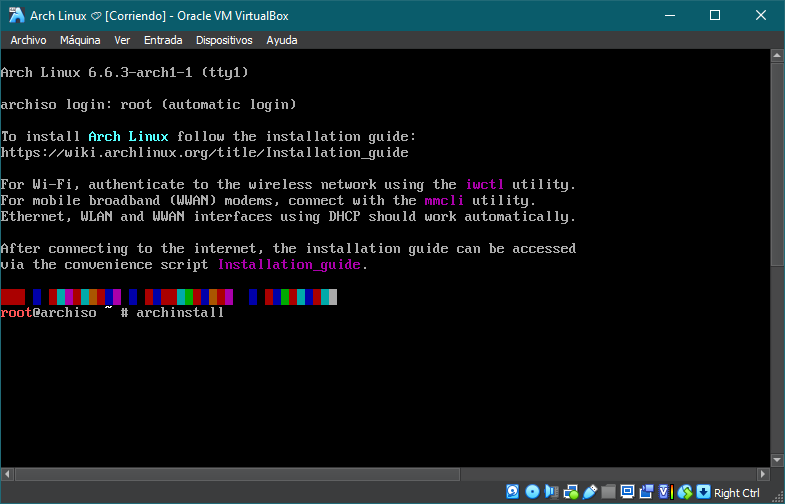 Arch Linux [Corriendo] - Oracle VM VirtualBox
Archivo Máquina Ver Entrada Dispositivos Ayuda
Arch Linux 6.6.3-arch1-1 (tty1)
archiso login: root (automatic login)
To install Arch Linux follow the installation guide:
https://wiki.archlinux.org/title/Installation_guide
For Wi-Fi, authenticate to the wireless network using the iwctl utility.
For mobile broadband (WWAN) modems, connect with the mmcli utility.
Ethernet, WLAN and WWAN interfaces using DHCP should work automatically.
After connecting to the internet, the installation guide can be accessed
via the convenience script Installation_guide.
root@archiso ~ # archinstall
Right Ctrl